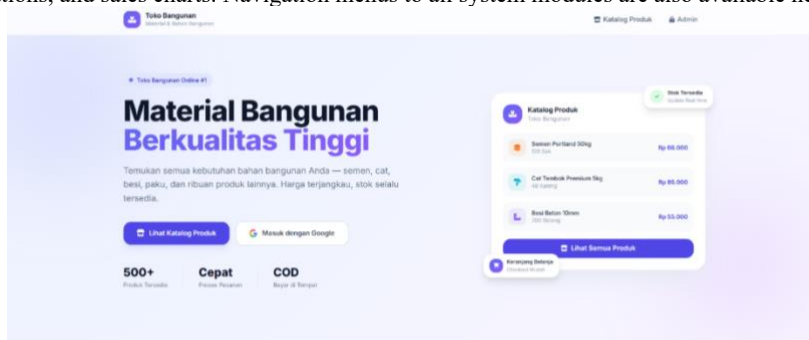 tions, and sales charts. Navigation menus to all system modules are also available he
Toko Bangunan
Material & Bahan Bangunan
Katalog Produk
Admin
Toko Bangunan Online #1
Material Bangunan
Berkualitas Tinggi
Temukan semua kebutuhan bahan bangunan Anda — semen, cat,
besi, paku, dan ribuan produk lainnya. Harga terjangkau, stok selalu
tersedia.
Lihat Katalog Produk
Masuk dengan Google
500+
Produk Tersedia
Cepat
Proses Pesanan
COD
Bayar di Tempat
Stok Tersedia
Update Real-time
Katalog Produk
Toko Bangunan
Semen Portland 50kg
Rp 68.000
Cat Tembok Premium 5kg
Rp 85.000
Besi Beton 10mm
Rp 55.000
Lihat Semua Produk
Keranjang Belanja
Checkout Mudah